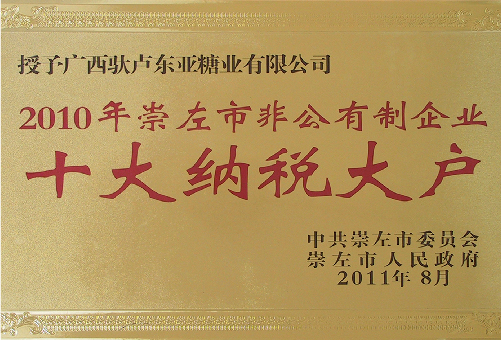 授予广西驮卢东亚糖业有限公司
2010年崇左市非公有制企业
十大纳税大户
中共崇左市委员会
崇左市人民政府
2011年 8月